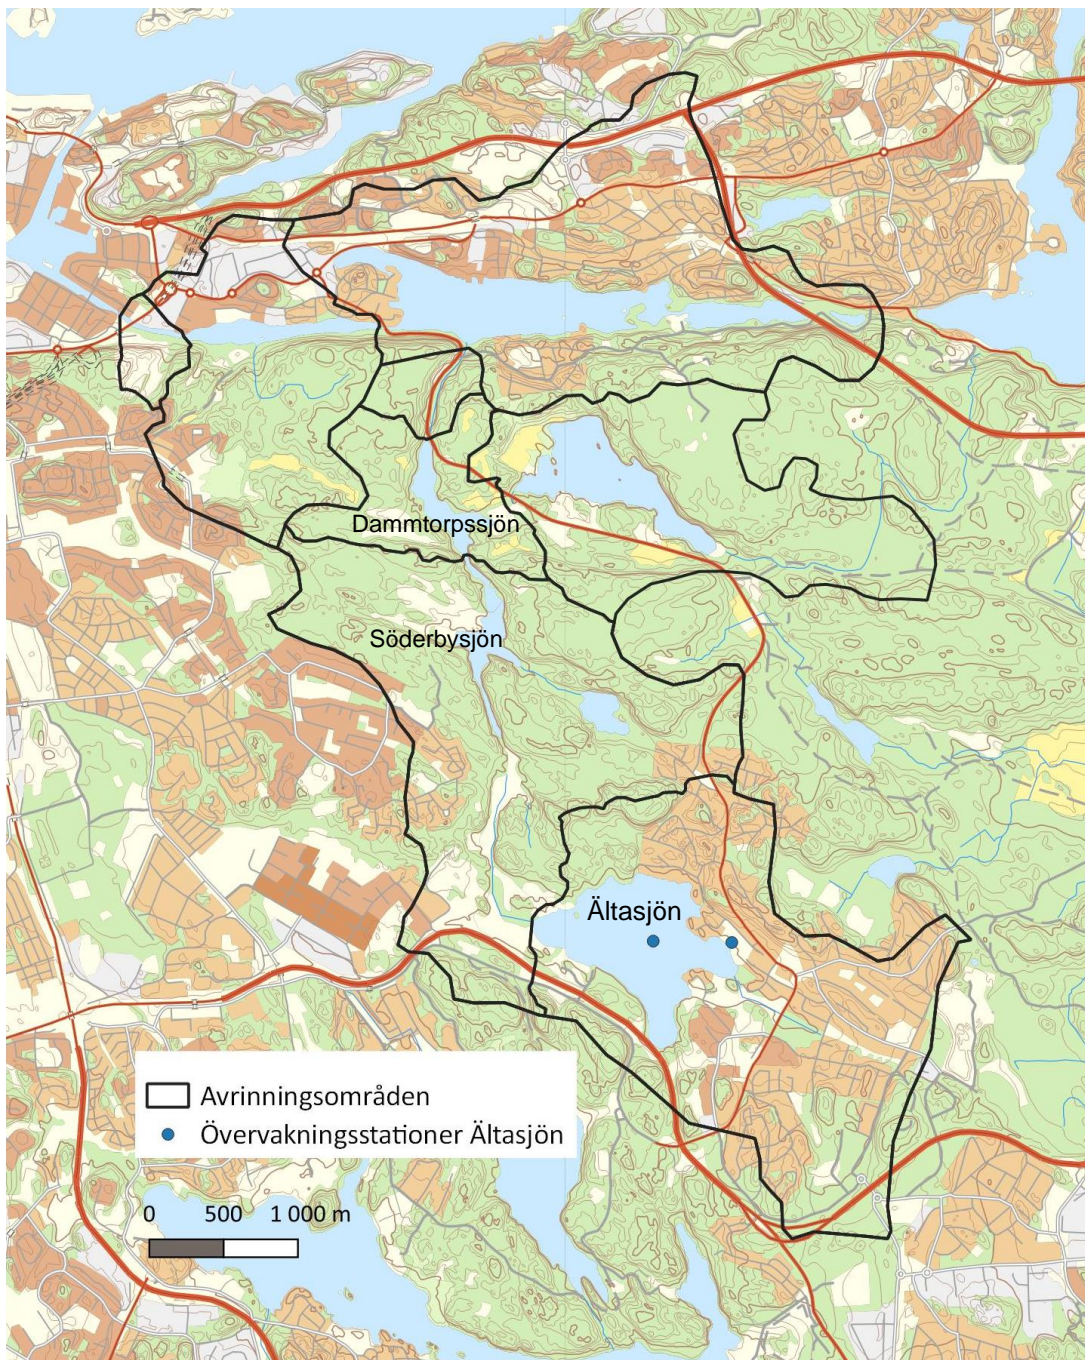 Dammtorpssjön
Söderbysjön
Ältasjön
Avrinningsområden
Övervakningsstationer Ältasjön
0 500 1 000 m